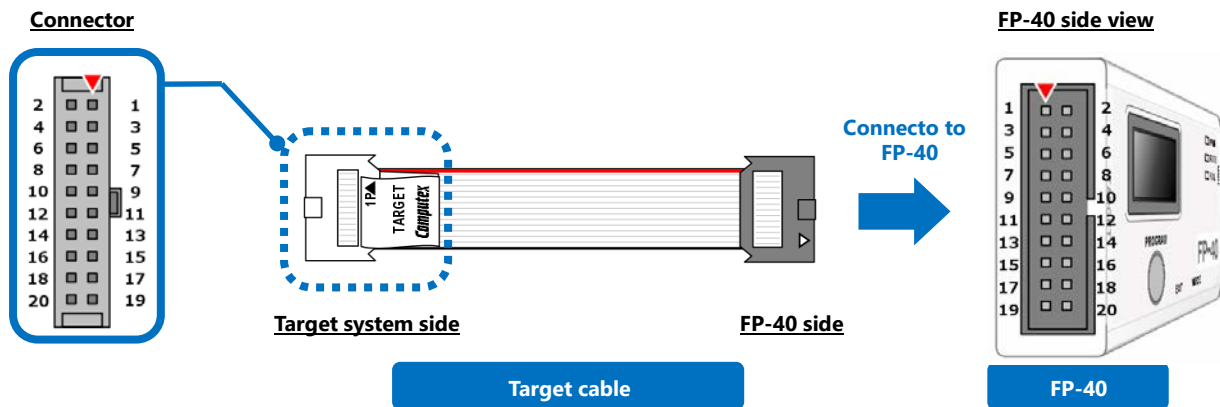 Connector
FP-40 side view
2 1
4 3
6 5
8 7
10 9
12 11
14 13
16 15
18 17
20 19
1P
TARGET
Computex
Connecto to
FP-40
1 2
3 4
5 6
7 8
9 10
11 12
13 14
15 16
17 18
19 20
PROGRAM
FP-40
EXT
Target system side
FP-40 side
Target cable
FP-40